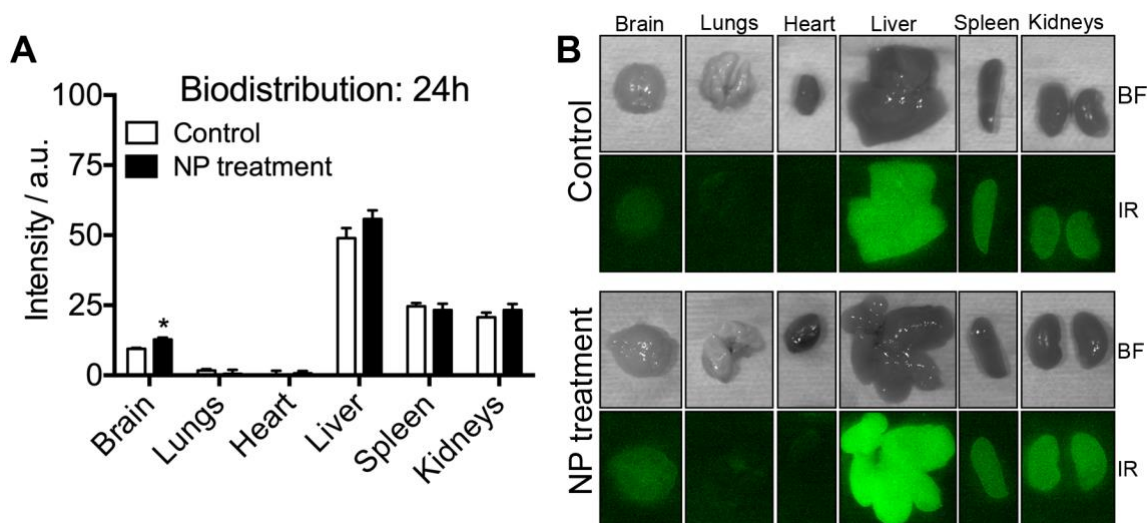 A
Biodistribution: 24h
Control
NP treatment
Intensity / a.u.
100
75
50
25
0
*
Brain
Lungs
Heart
Liver
Spleen
Kidneys
B
Brain Lungs Heart Liver Spleen Kidneys
Control
BF
IR
NP treatment
BF
IR